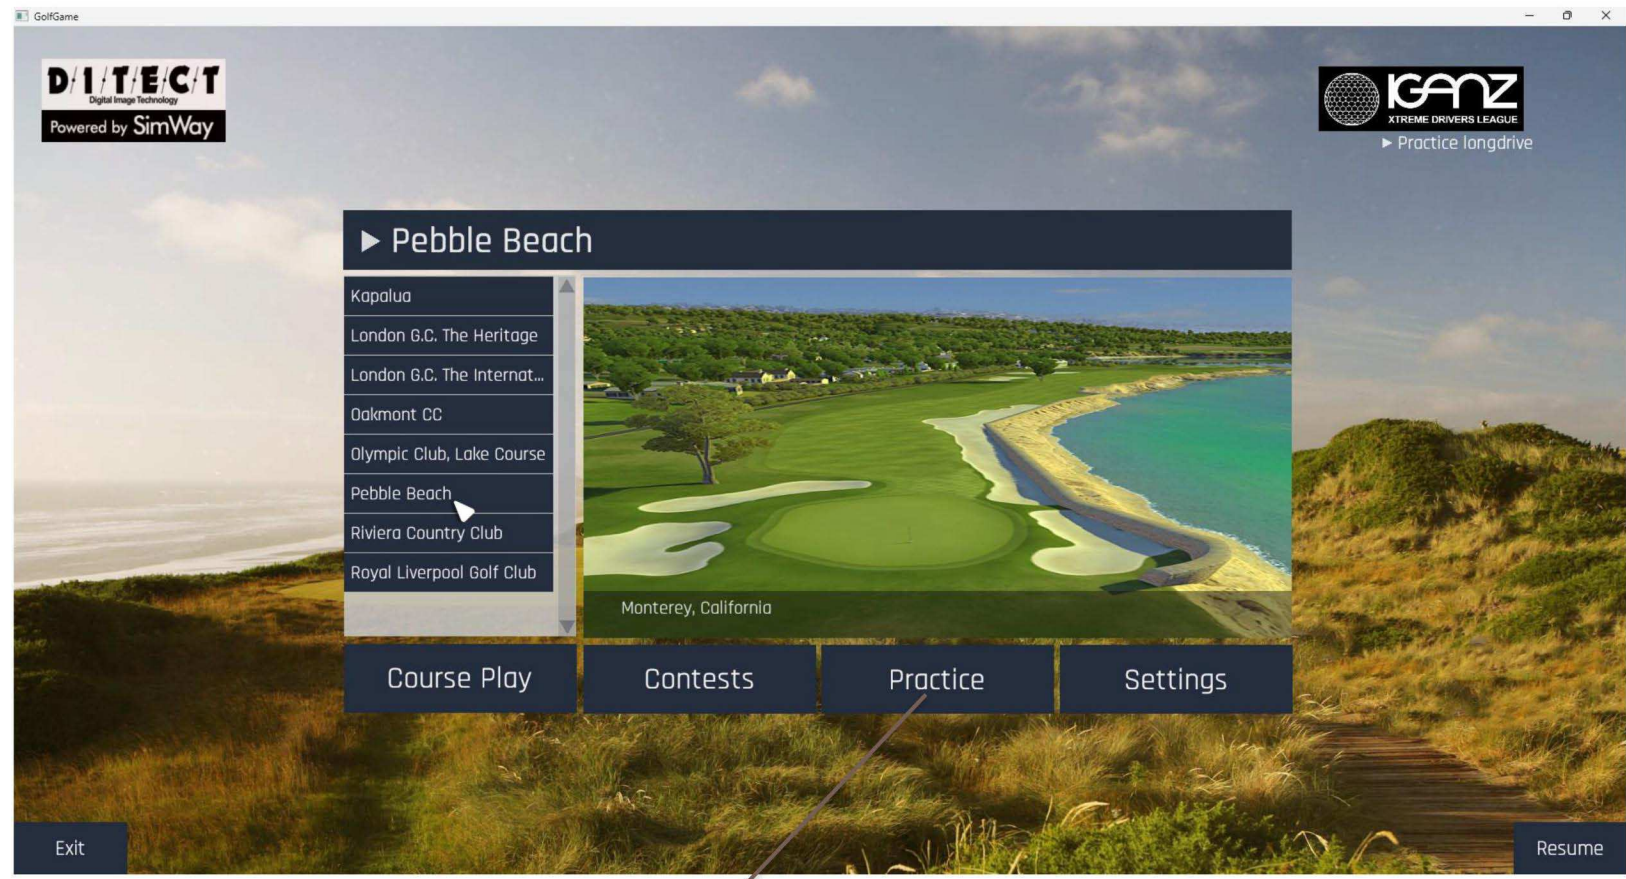 GolfGame
D/I/T/E/C/T
Digital Image Technology
Powered by SimWay
IGANZ
XTREME DRIVERS LEAGUE
▶ Practice longdrive
▶ Pebble Beach
Kapalua
London G.C. The Heritage
London G.C. The Internat...
Oakmont CC
Olympic Club, Lake Course
Pebble Beach
Riviera Country Club
Royal Liverpool Golf Club
Monterey, California
Course Play
Contests
Practice
Settings
Exit
Resume